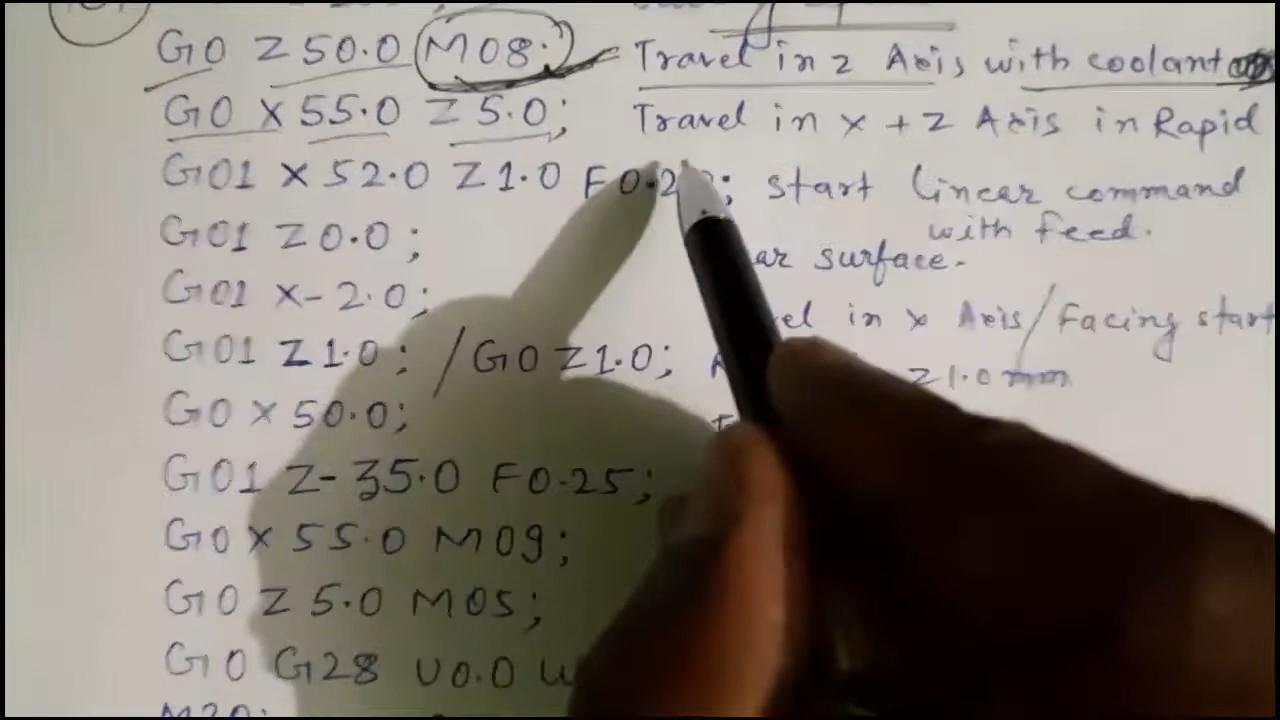 G0 Z50.0 M08; Travel in z Axis with coolant
G0 X55.0 Z5.0; Travel in x + z Axis in Rapid
G01 X52.0 Z1.0 F0.2 ; start linear command
with feed.
G01 Z0.0;
surface.
G01 X-2.0; in x Axis/Facing start
G01 Z1.0; /G0 Z1.0; Z1.0mm
G0 X50.0;
G01 Z-35.0 F0.25;
G0 X55.0 M09;
G0 Z5.0 M05;
G0 G28 U0.0